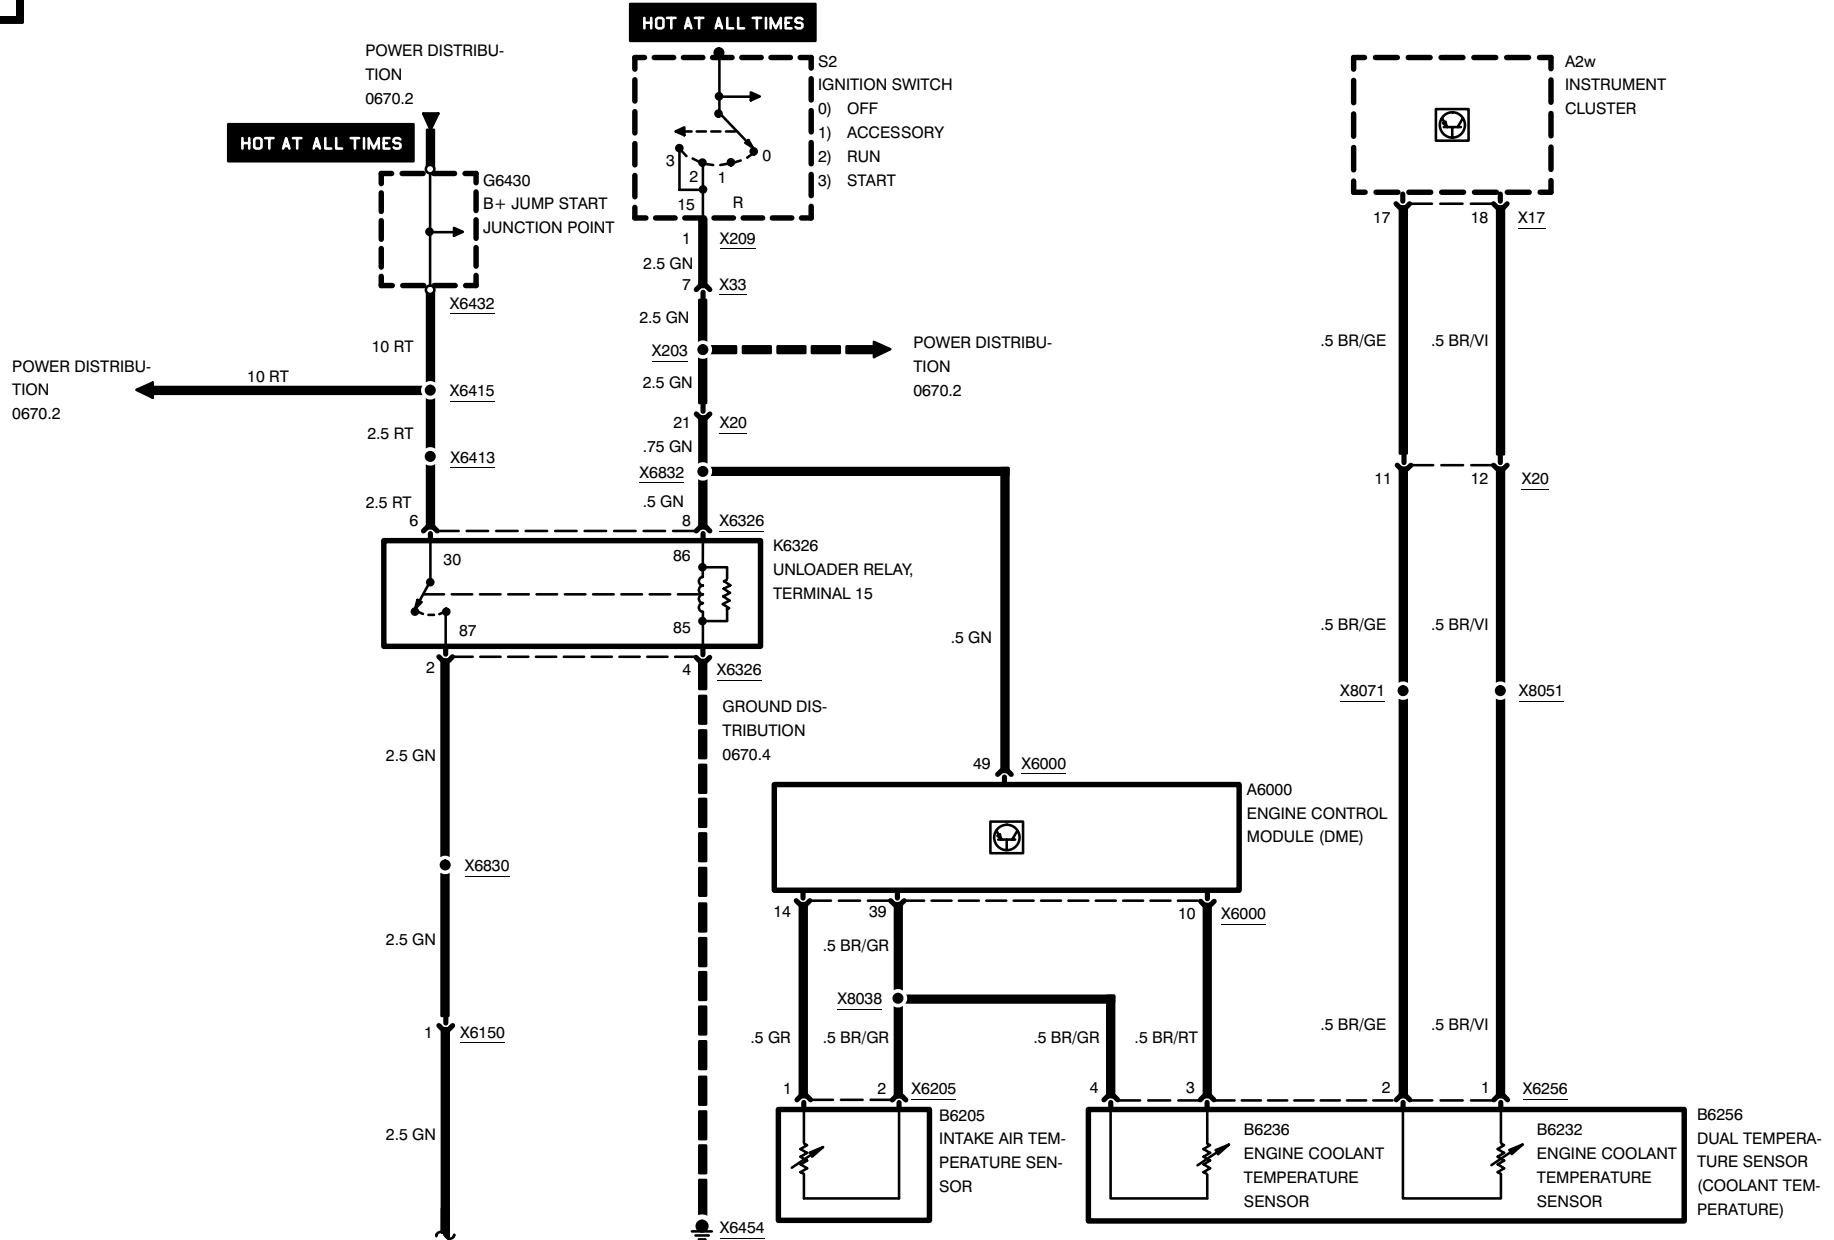 HOT AT ALL TIMES
POWER DISTRIBU-
TION
0670.2
HOT AT ALL TIMES
G6430
B+ JUMP START
JUNCTION POINT
X6432
10 RT
POWER DISTRIBU-
TION
0670.2
10 RT
X6415
2.5 RT
X6413
2.5 RT
6
S2
IGNITION SWITCH
0) OFF
1) ACCESSORY
2) RUN
3) START
3
2
1
0
15
R
1
X209
2.5 GN
7
X33
2.5 GN
X203
POWER DISTRIBU-
TION
0670.2
2.5 GN
21
X20
.75 GN
X6832
.5 GN
8
X6326
30
86
K6326
UNLOADER RELAY,
TERMINAL 15
87
85
2
4
X6326
GROUND DIS-
TRIBUTION
0670.4
2.5 GN
X6830
2.5 GN
1
X6150
2.5 GN
X6454
.5 GN
49
X6000
A6000
ENGINE CONTROL
MODULE (DME)
14
39
10
X6000
.5 BR/GR
X8038
.5 GR
.5 BR/GR
.5 BR/GR
.5 BR/RT
1
2
X6205
B6205
INTAKE AIR TEM-
PERATURE SEN-
SOR
A2w
INSTRUMENT
CLUSTER
17
18
X17
.5 BR/GE
.5 BR/VI
11
12
X20
.5 BR/GE
.5 BR/VI
X8071
X8051
.5 BR/GE
.5 BR/VI
4
3
2
1
X6256
B6236
ENGINE COOLANT
TEMPERATURE
SENSOR
B6232
ENGINE COOLANT
TEMPERATURE
SENSOR
B6256
DUAL TEMPERA-
TURE SENSOR
(COOLANT TEM-
PERATURE)